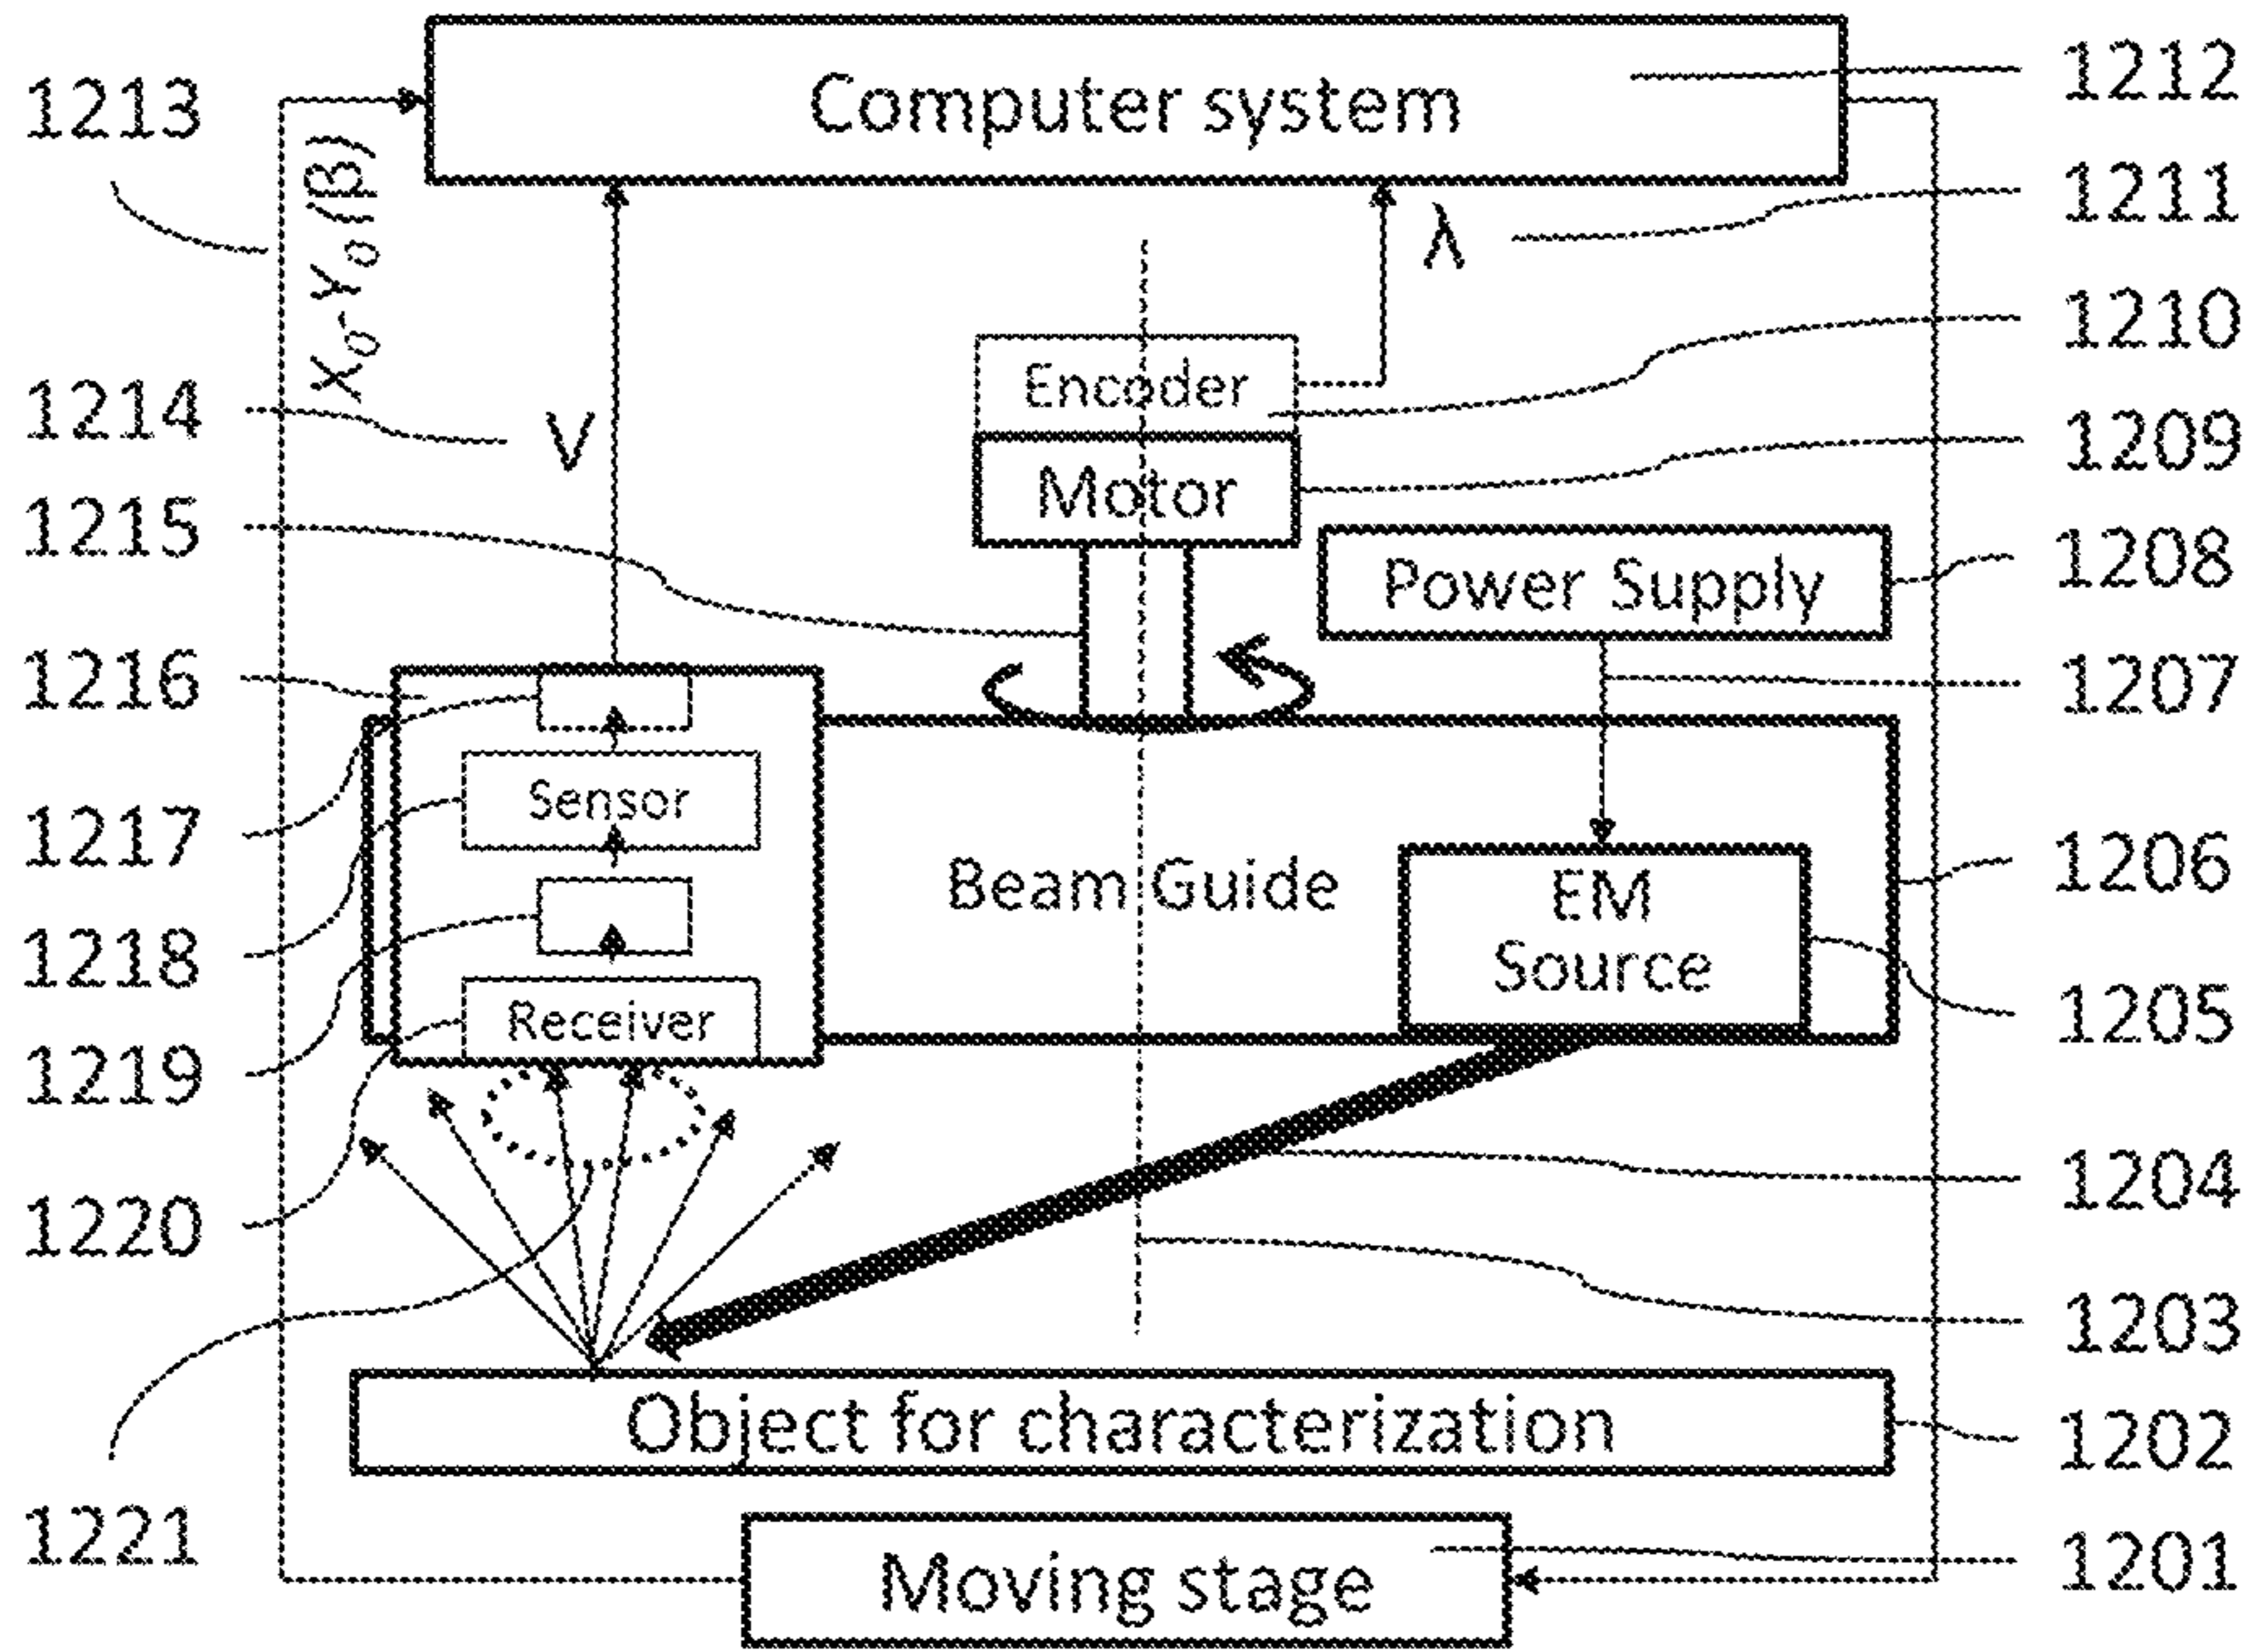 Computer system
1212
1213
X₀-Y₀(β)
λ
1211
1210
Encoder
1214
V
1209
Motor
1215
Power Supply
1208
1216
1207
Sensor
1217
Beam Guide
EM
Source
1206
1218
1205
Receiver
1219
1204
1220
1203
Object for characterization
1202
1221
Moving stage
1201